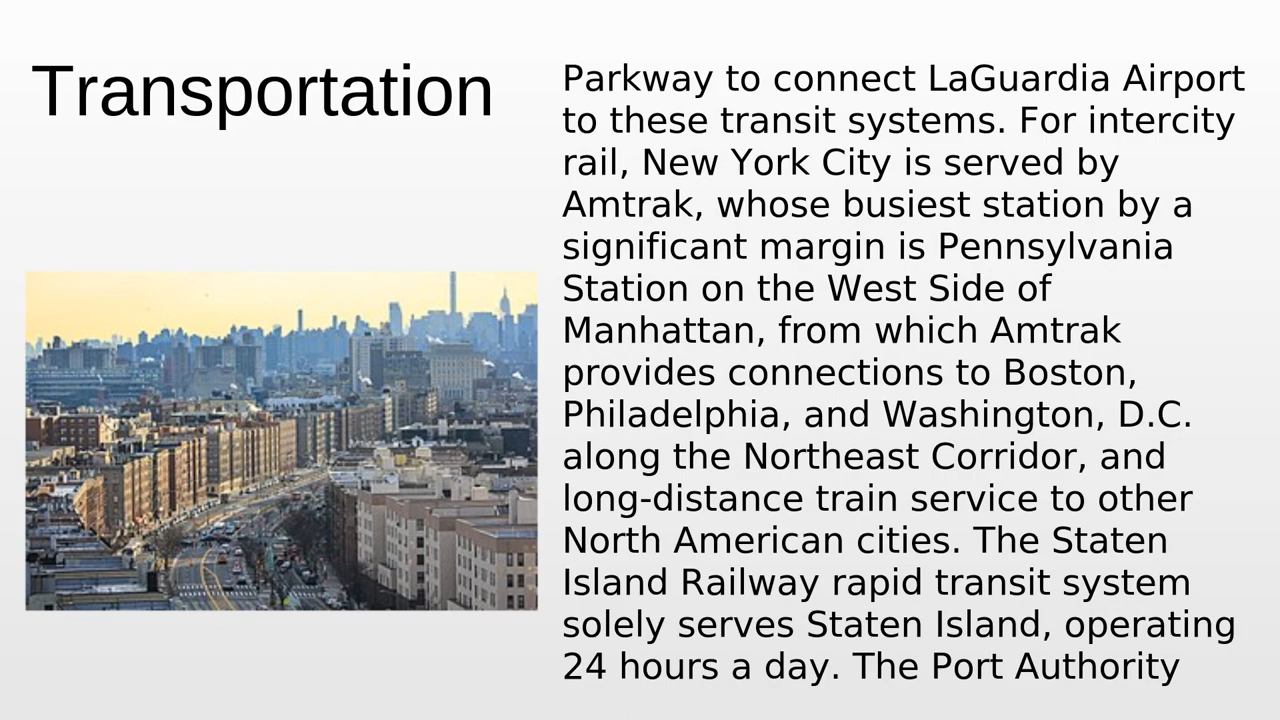 Transportation
Parkway to connect LaGuardia Airport
to these transit systems. For intercity
rail, New York City is served by
Amtrak, whose busiest station by a
significant margin is Pennsylvania
Station on the West Side of
Manhattan, from which Amtrak
provides connections to Boston,
Philadelphia, and Washington, D.C.
along the Northeast Corridor, and
long-distance train service to other
North American cities. The Staten
Island Railway rapid transit system
solely serves Staten Island, operating
24 hours a day. The Port Authority